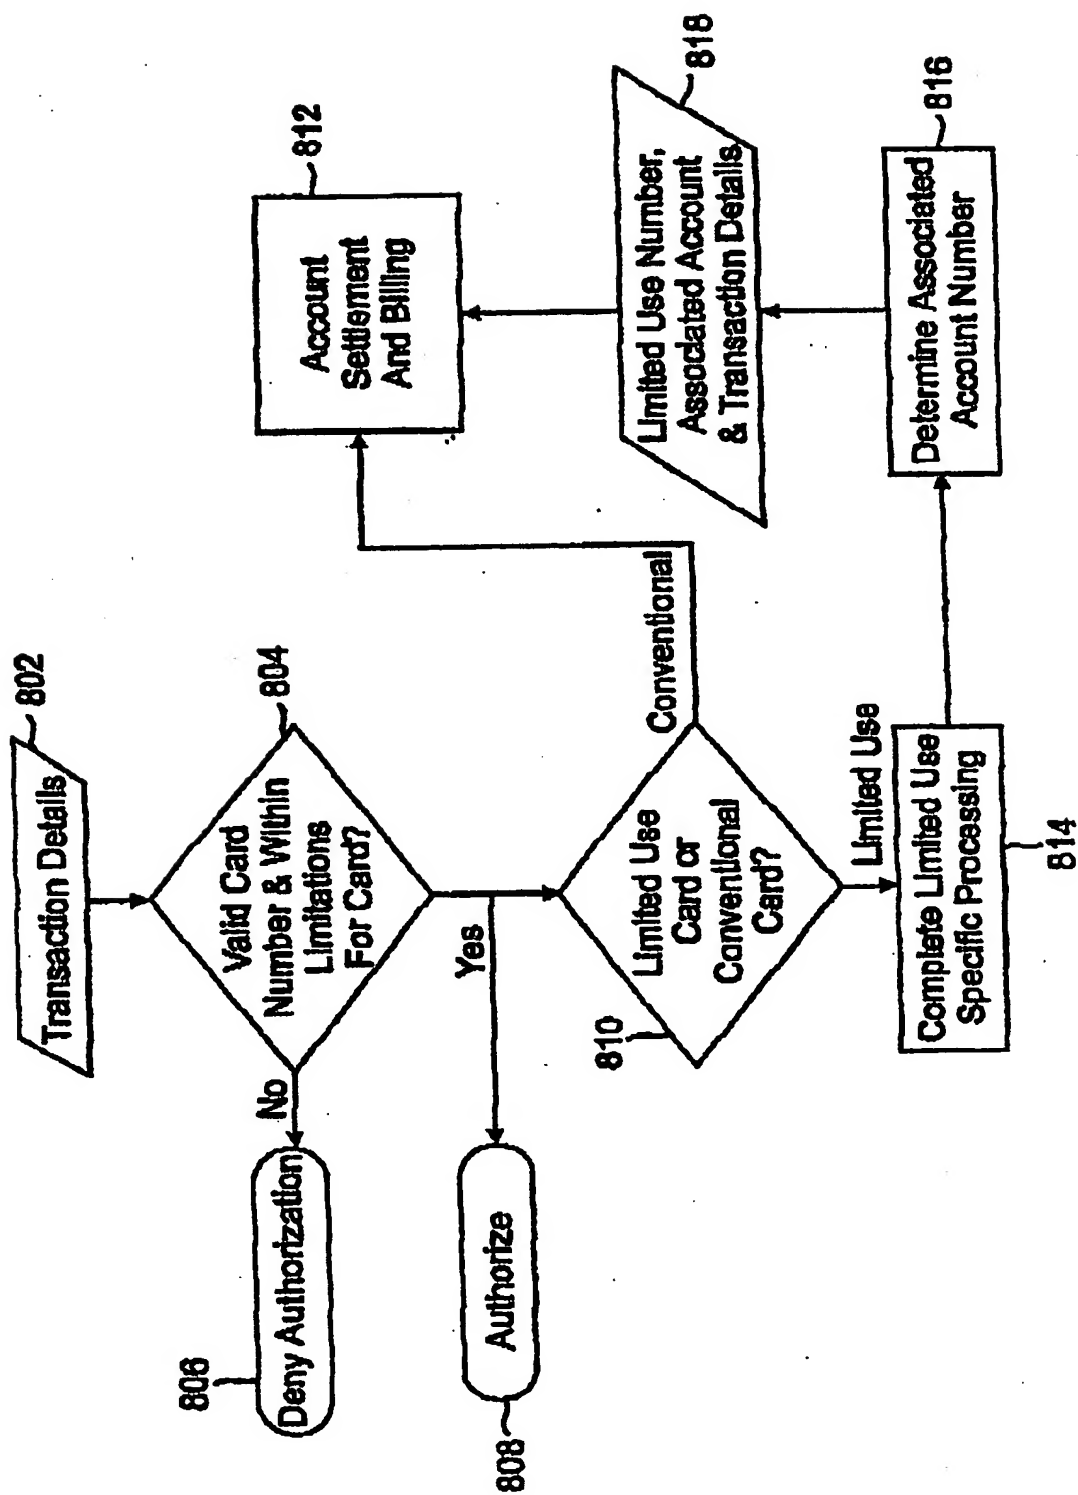 802
Transaction Details
804
Valid Card
Number & Within
Limitations
For Card?
No
Deny Authorization
806
Yes
Authorize
808
810
Limited Use
Card or
Conventional
Card?
Conventional
Limited Use
Complete Limited Use
Specific Processing
814
Determine Associated
Account Number
816
Limited Use Number,
Associated Account
& Transaction Details
818
Account
Settlement
And Billing
812